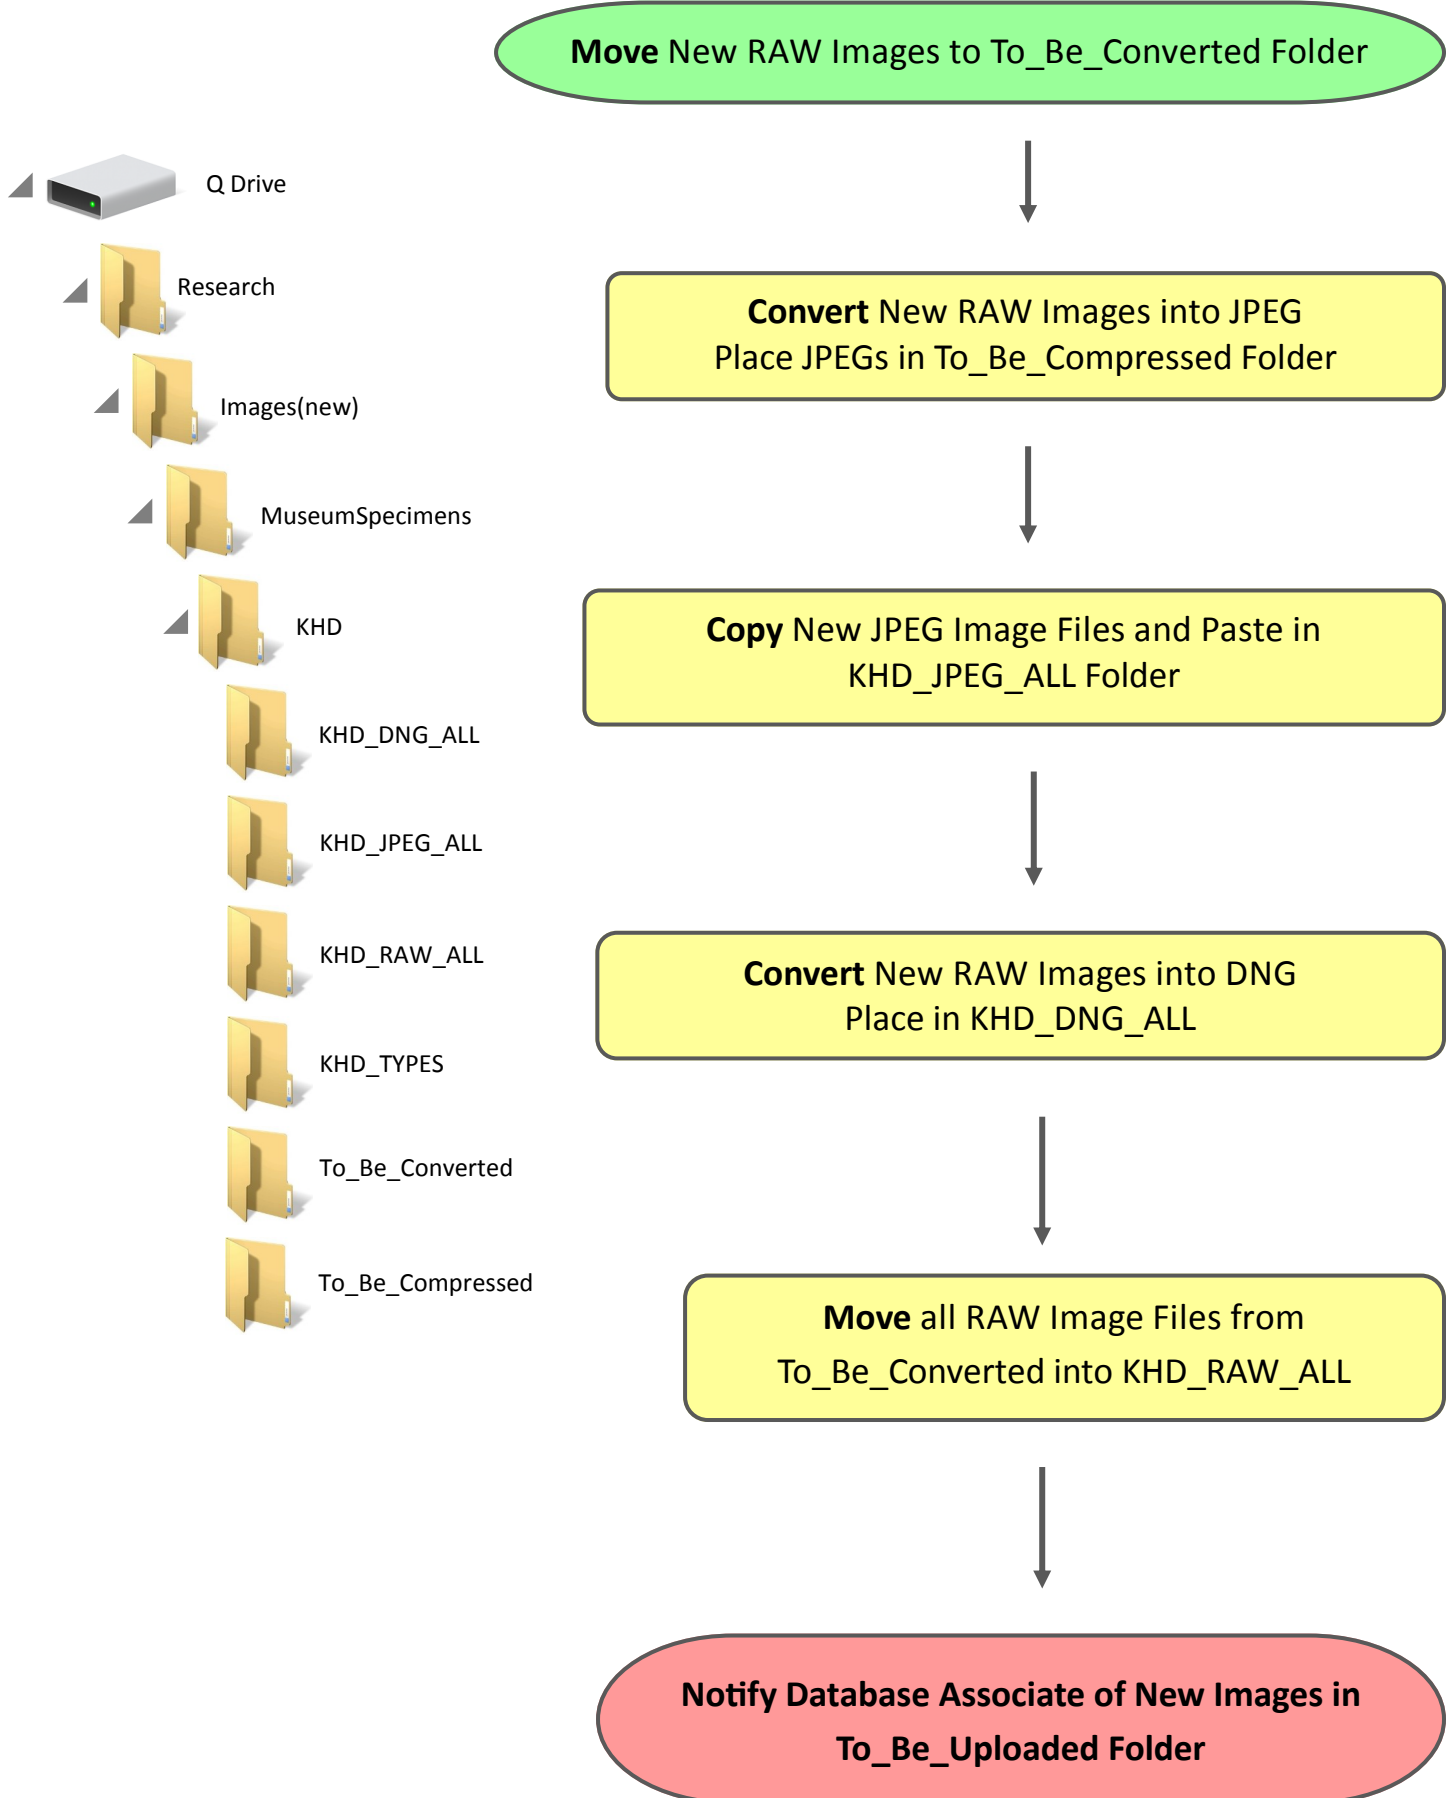 Move New RAW Images to To_Be_Converted Folder
Q Drive
Research
Images(new)
MuseumSpecimens
KHD
KHD_DNG_ALL
KHD_JPEG_ALL
KHD_RAW_ALL
KHD_TYPES
To_Be_Converted
To_Be_Compressed
Convert New RAW Images into JPEG
Place JPEGs in To_Be_Compressed Folder
Copy New JPEG Image Files and Paste in
KHD_JPEG_ALL Folder
Convert New RAW Images into DNG
Place in KHD_DNG_ALL
Move all RAW Image Files from
To_Be_Converted into KHD_RAW_ALL
Notify Database Associate of New Images in
To_Be_Uploaded Folder